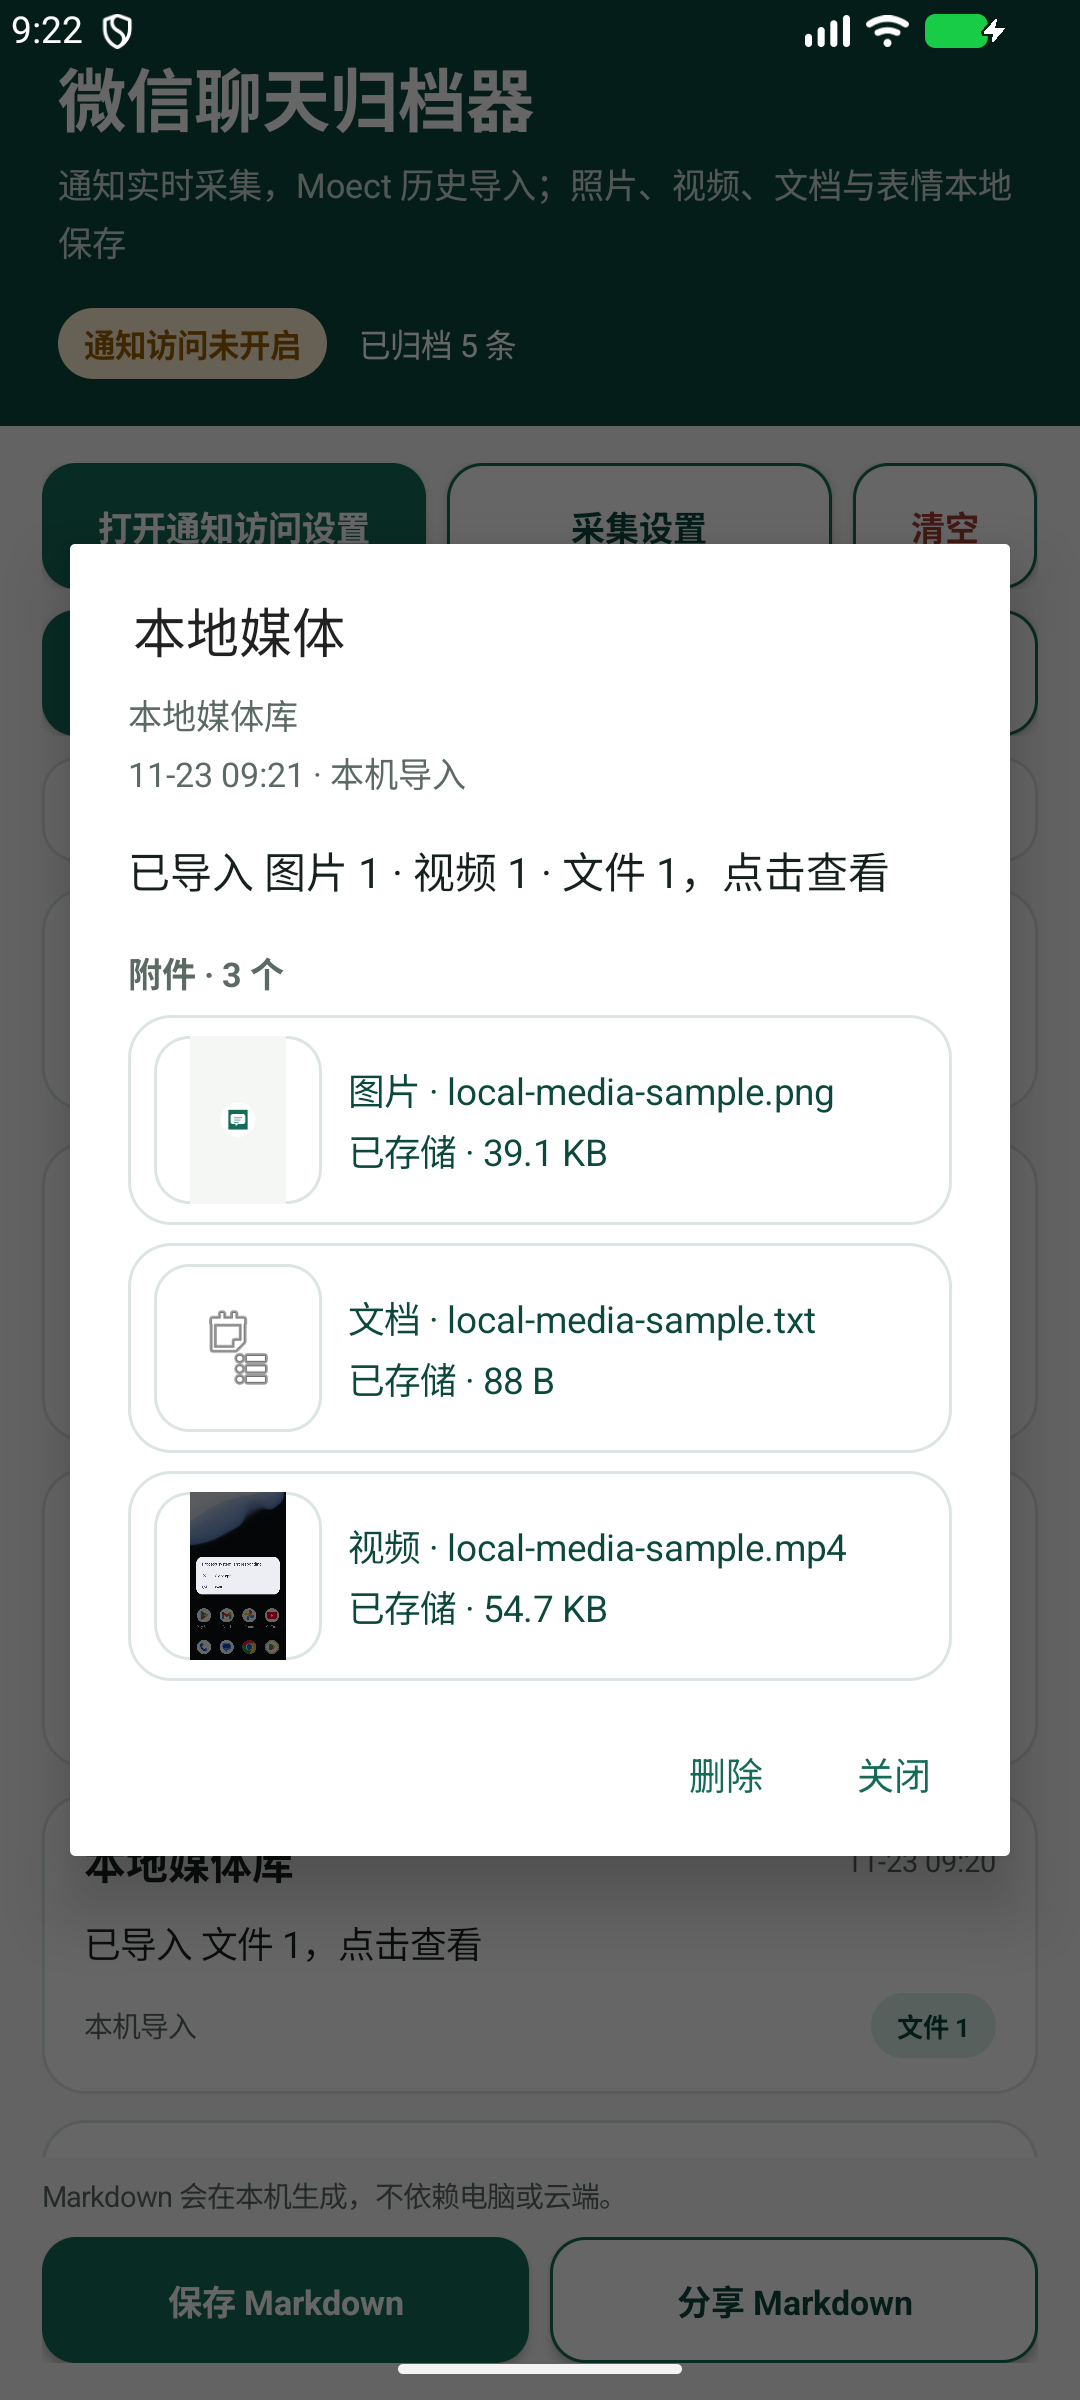 9:22
微信聊天归档器
通知实时采集，Moect 历史导入；照片、视频、文档与表情本地
保存
通知访问未开启
已归档 5 条
打开通知访问设置
采集设置
清空
本地媒体
本地媒体库
11-23 09:21 · 本机导入
已导入 图片 1 · 视频 1 · 文件 1，点击查看
附件 · 3 个
图片 · local-media-sample.png
已存储 · 39.1 KB
文档 · local-media-sample.txt
已存储 · 88 B
视频 · local-media-sample.mp4
已存储 · 54.7 KB
删除
关闭
本地媒体库
11-23 09:20
已导入 文件 1，点击查看
本机导入
文件 1
Markdown 会在本机生成，不依赖电脑或云端。
保存 Markdown
分享 Markdown